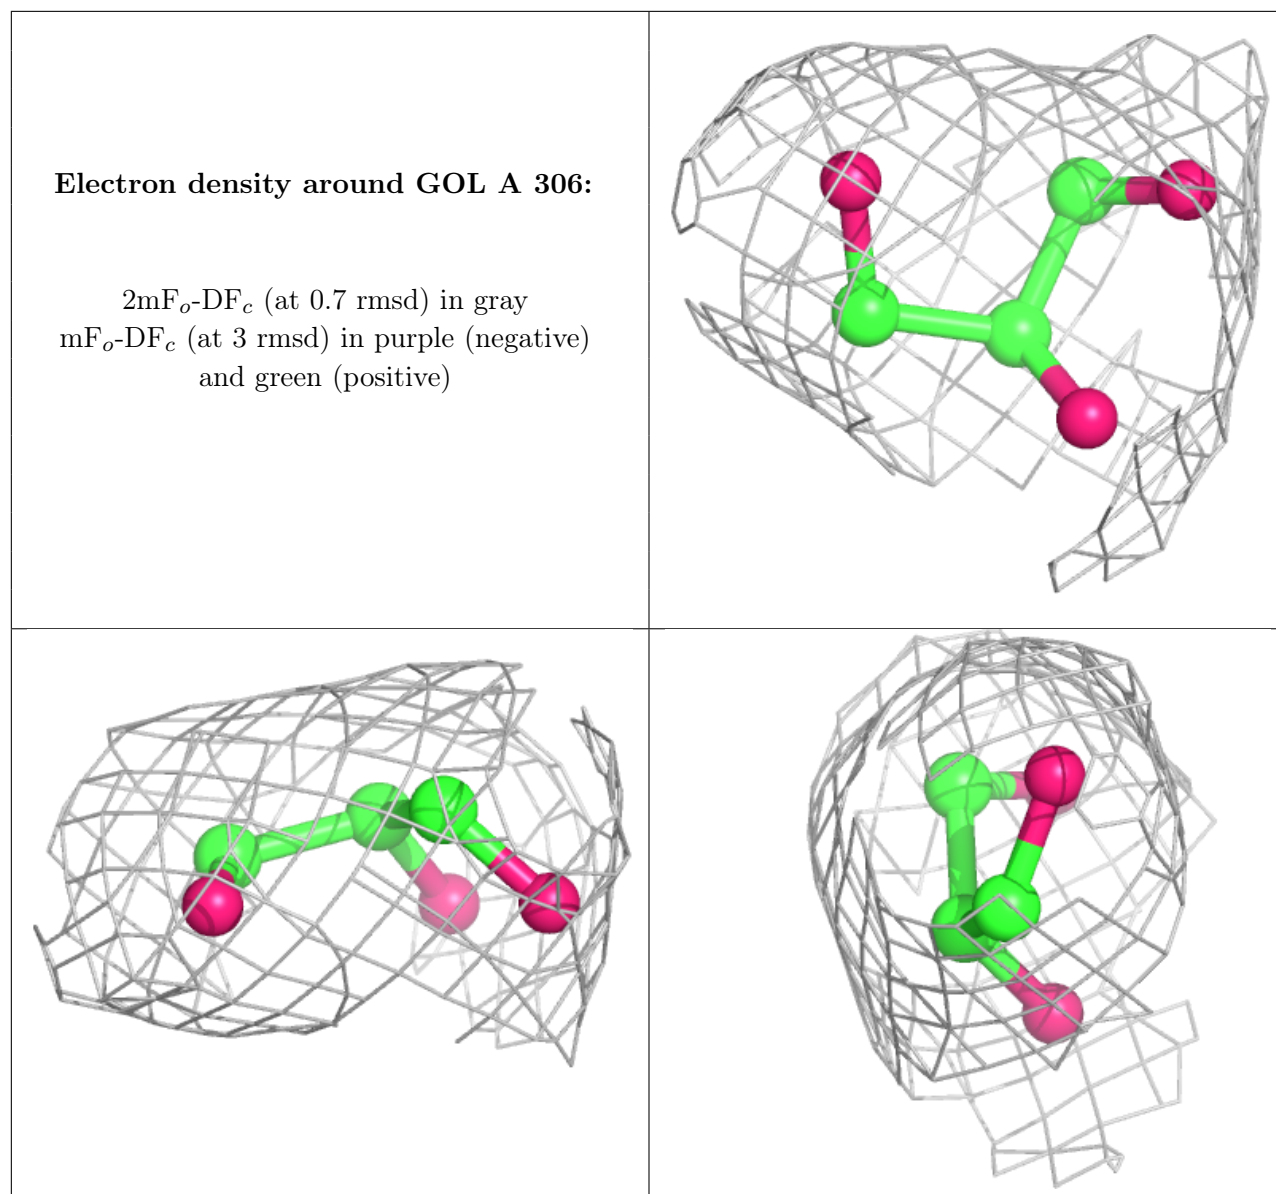 Electron density around GOL A 306:
2mFₒ-DF𝒸 (at 0.7 rmsd) in gray
mFₒ-DF𝒸 (at 3 rmsd) in purple (negative)
and green (positive)